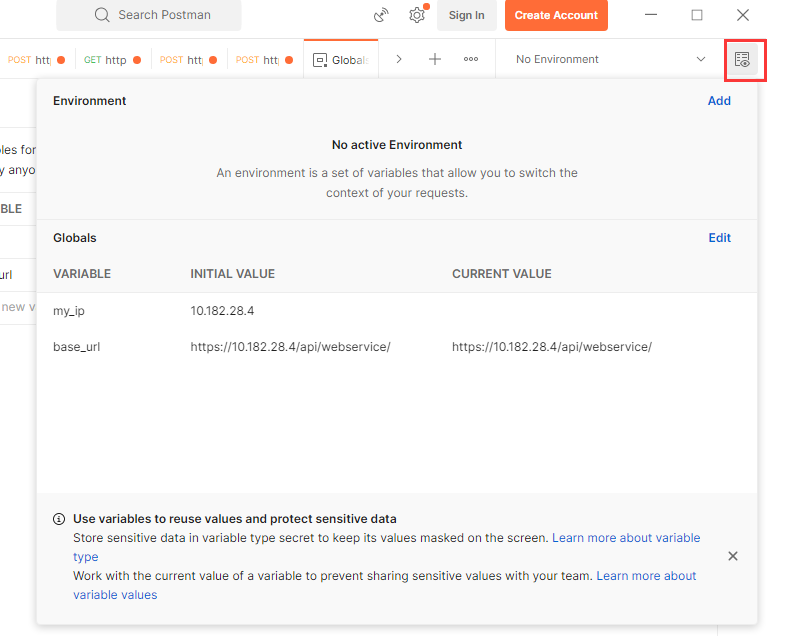 Search Postman
Sign In
Create Account
POST htt
GET http
POST htt
POST htt
Globals
No Environment
Environment
Add
No active Environment
An environment is a set of variables that allow you to switch the
context of your requests.
les for
y anyo
BLE
url
new v
Globals
Edit
VARIABLE INITIAL VALUE CURRENT VALUE
my_ip 10.182.28.4
base_url https://10.182.28.4/api/webservice/ https://10.182.28.4/api/webservice/
Use variables to reuse values and protect sensitive data
Store sensitive data in variable type secret to keep its values masked on the screen. Learn more about variable
type
Work with the current value of a variable to prevent sharing sensitive values with your team. Learn more about
variable values